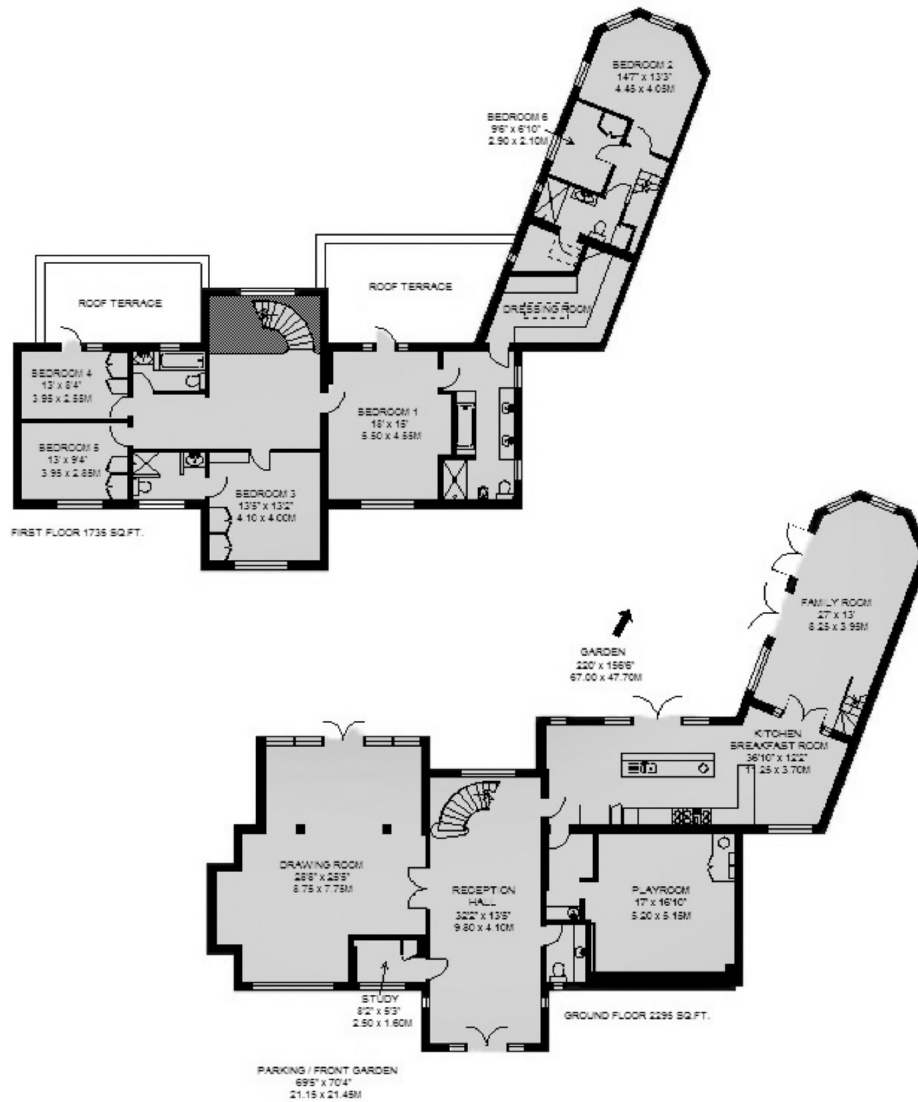 BEDROOM 2
14'7" x 13'3"
4.45 x 4.05M
BEDROOM 6
9'6" x 6'10"
2.90 x 2.10M
ROOF TERRACE
ROOF TERRACE
DRESSING ROOM
BEDROOM 4
13' x 8'4"
3.95 x 2.55M
BEDROOM 1
18' x 15'
5.50 x 4.55M
BEDROOM 5
13' x 9'4"
3.95 x 2.85M
BEDROOM 3
13'5" x 13'2"
4.10 x 4.00M
FIRST FLOOR 1735 SQ.FT.
FAMILY ROOM
27' x 13'
8.25 x 3.95M
GARDEN
220' x 156'6"
67.00 x 47.70M
KITCHEN
BREAKFAST ROOM
36'10" x 12'2"
11.25 x 3.70M
DRAWING ROOM
28'8" x 25'5"
8.75 x 7.75M
RECEPTION
HALL
32'2" x 13'5"
9.80 x 4.10M
PLAYROOM
17' x 16'10"
5.20 x 5.15M
STUDY
8'2" x 5'3"
2.50 x 1.60M
GROUND FLOOR 2295 SQ.FT.
PARKING / FRONT GARDEN
69'5" x 70'4"
21.15 x 21.45M